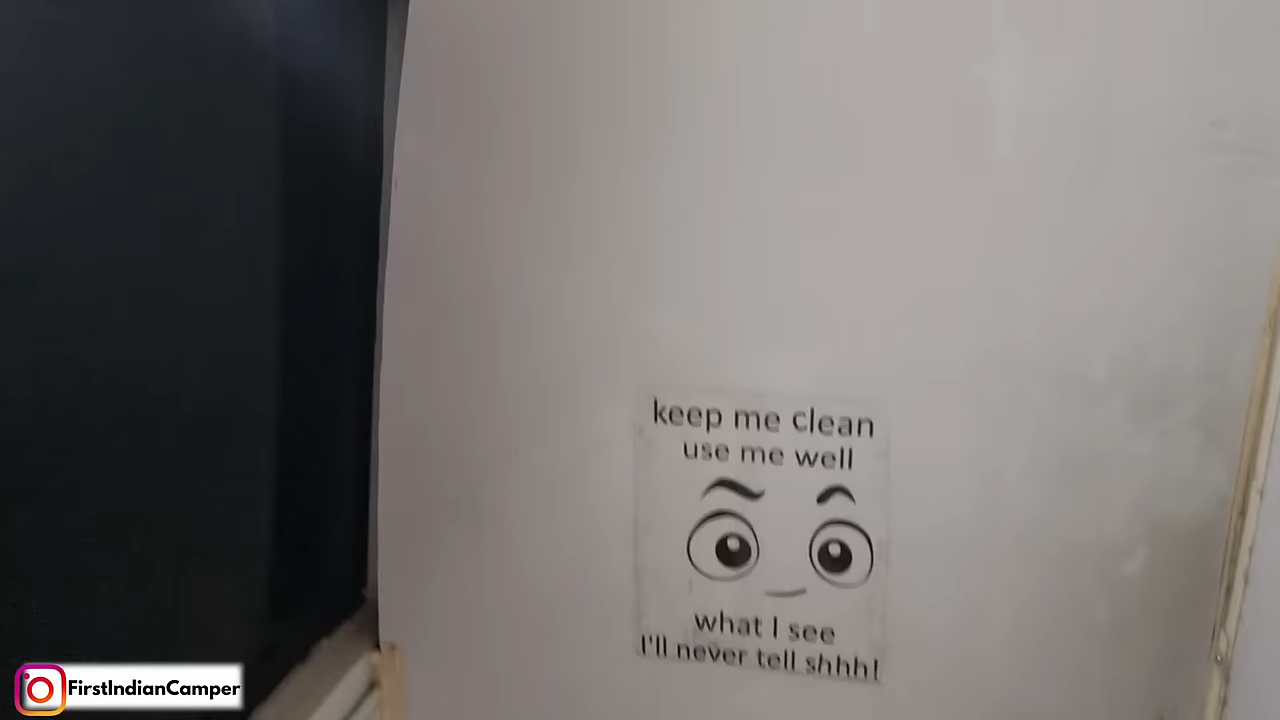 keep me clean
use me well
what I see
I'll never tell shhh!
FirstIndianCamper